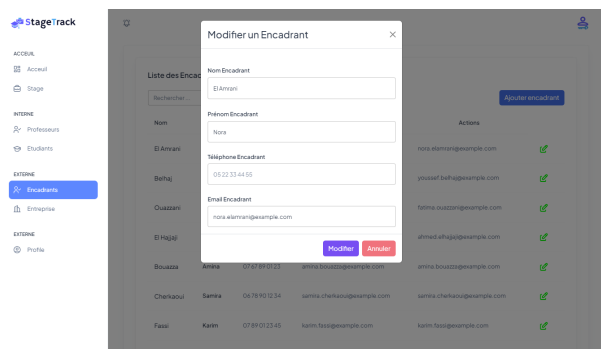 StageTrack
ACCEUIL
Acceuil
Stage
INTERNE
Professeurs
Etudiants
EXTERNE
Encadrants
Entreprise
EXTERNE
Profile
Modifier un Encadrant
Nom Encadrant
El Amrani
Prénom Encadrant
Nora
Téléphone Encadrant
05 22 33 44 55
Email Encadrant
nora.elamrani@example.com
Modifier Annuler
Liste des Encad
Rechercher ...
Ajouter encadrant
Nom Actions
El Amrani nora.elamrani@example.com
Belhaj youssef.belhaj@example.com
Ouazzani fatima.ouazzani@example.com
El Hajjaji ahmed.elhajjaji@example.com
Bouazza Amina 07 67 89 01 23 amina.bouazza@example.com amina.bouazza@example.com
Cherkaoui Samira 06 78 90 12 34 samira.cherkaoui@example.com samira.cherkaoui@example.com
Fassi Karim 07 89 01 23 45 karim.fassi@example.com karim.fassi@example.com